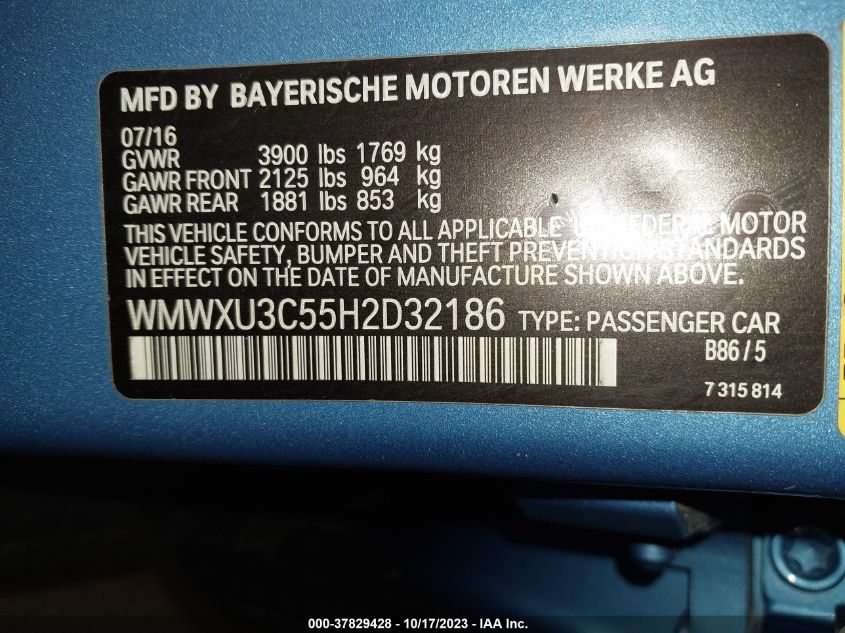 MFD BY BAYERISCHE MOTOREN WERKE AG
07/16
GVWR 3900 lbs 1769 kg
GAWR FRONT 2125 lbs 964 kg
GAWR REAR 1881 lbs 853 kg
THIS VEHICLE CONFORMS TO ALL APPLICABLE U.S. FEDERAL MOTOR
VEHICLE SAFETY, BUMPER AND THEFT PREVENTION STANDARDS
IN EFFECT ON THE DATE OF MANUFACTURE SHOWN ABOVE.
WMWXU3C55H2D32186 TYPE: PASSENGER CAR
B86 / 5
7 315 814
000-37829428 - 10/17/2023 - IAA Inc.